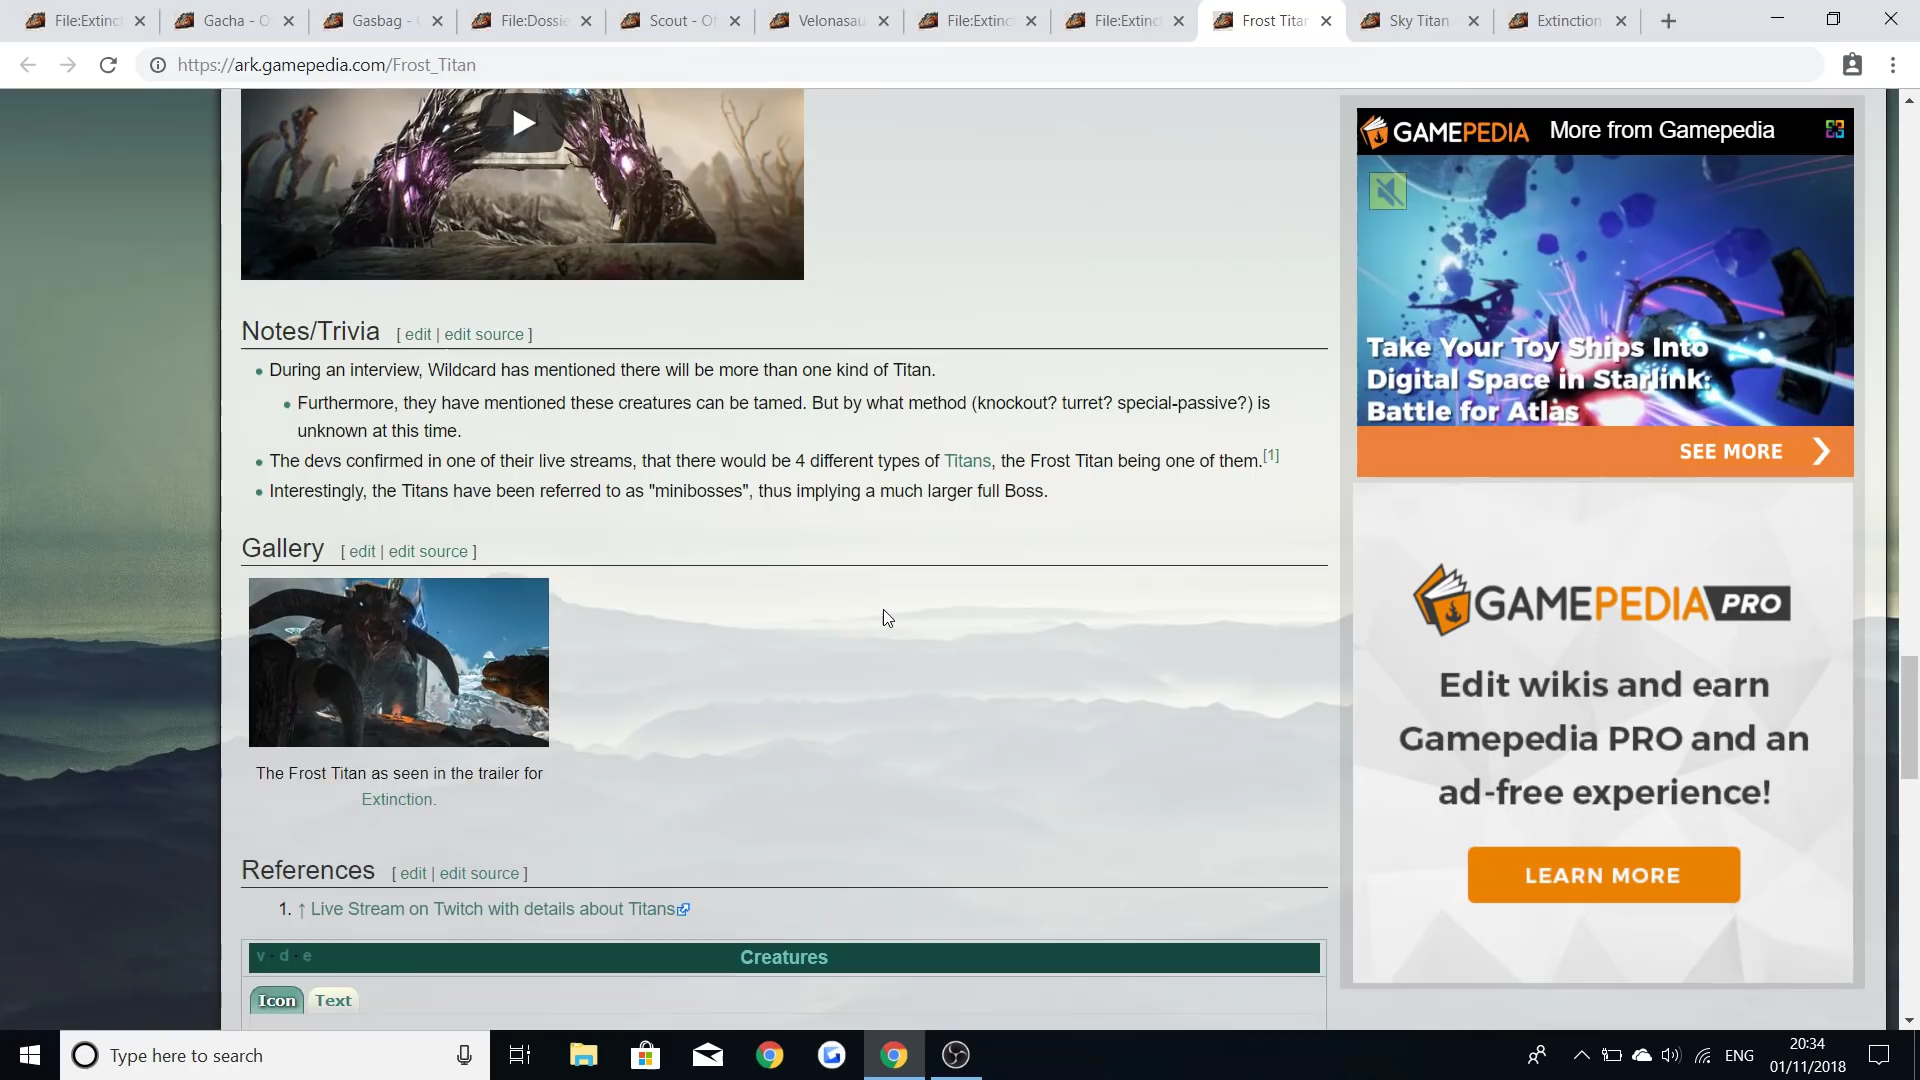 File:Extinct
Gacha - O
Gasbag -
File:Dossie
Scout - Of
Velonasau
File:Extinc
File:Extinct
Frost Titan
Sky Titan
Extinction
https://ark.gamepedia.com/Frost_Titan
GAMEPEDIA More from Gamepedia
Take Your Toy Ships Into
Digital Space in Starlink:
Battle for Atlas
SEE MORE
Notes/Trivia [ edit | edit source ]
During an interview, Wildcard has mentioned there will be more than one kind of Titan.
Furthermore, they have mentioned these creatures can be tamed. But by what method (knockout? turret? special-passive?) is
unknown at this time.
The devs confirmed in one of their live streams, that there would be 4 different types of Titans, the Frost Titan being one of them.[1]
Interestingly, the Titans have been referred to as "minibosses", thus implying a much larger full Boss.
Gallery [ edit | edit source ]
The Frost Titan as seen in the trailer for
Extinction.
GAMEPEDIA PRO
Edit wikis and earn
Gamepedia PRO and an
ad-free experience!
LEARN MORE
References [ edit | edit source ]
1. ↑ Live Stream on Twitch with details about Titans
v · d · e Creatures
Icon Text
Type here to search
ENG
20:34
01/11/2018